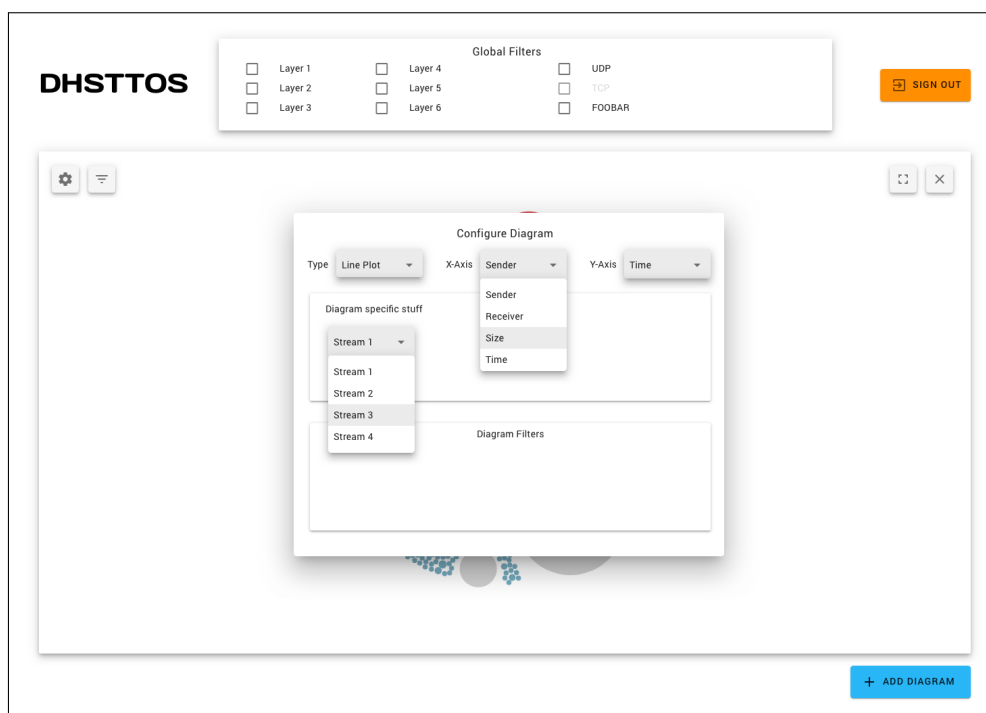 Global Filters
DHSTTOS
Layer 1 Layer 4 UDP
Layer 2 Layer 5 TCP
Layer 3 Layer 6 FOOBAR
SIGN OUT
Configure Diagram
Type Line Plot X-Axis Sender Y-Axis Time
Sender
Receiver
Size
Time
Diagram specific stuff
Stream 1
Stream 1
Stream 2
Stream 3
Stream 4
Diagram Filters
+ ADD DIAGRAM